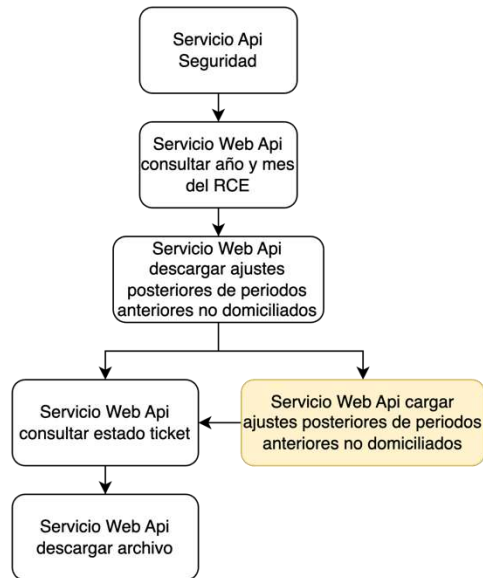 Servicio Api
Seguridad
Servicio Web Api
consultar año y mes
del RCE
Servicio Web Api
descargar ajustes
posteriores de periodos
anteriores no domiciliados
Servicio Web Api
consultar estado ticket
Servicio Web Api cargar
ajustes posteriores de periodos
anteriores no domiciliados
Servicio Web Api
descargar archivo